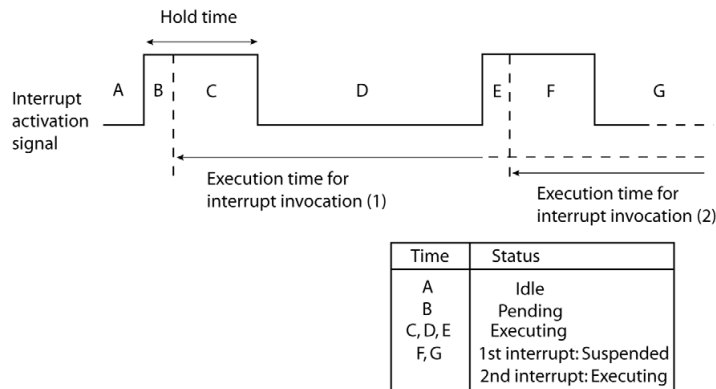 Hold time
A
B
C
D
E
F
G
Interrupt
activation
signal
Execution time for
interrupt invocation (1)
Execution time for
interrupt invocation (2)
Time Status
A Idle
B Pending
C, D, E Executing
F, G 1st interrupt: Suspended
2nd interrupt: Executing